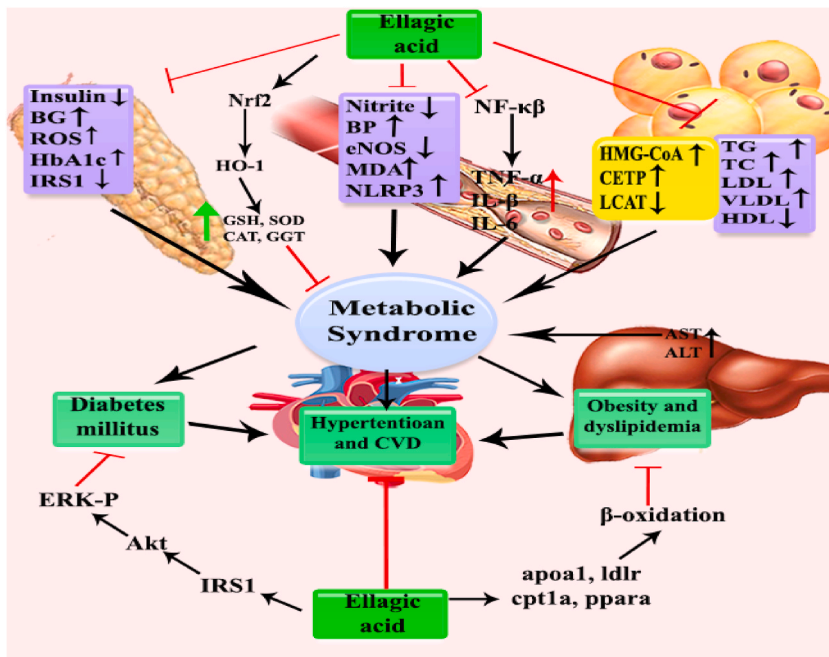 Ellagic
acid
Insulin ↓
BG ↑
ROS ↑
HbA1c ↑
IRS1 ↓
Nrf2
HO-1
GSH, SOD
CAT, GGT
Nitrite ↓
BP ↑
eNOS ↓
MDA ↑
NLRP3 ↑
NF-κβ
TNF-α
IL-β
IL-6
HMG-CoA ↑
CETP ↑
LCAT ↓
TG ↑
TC ↑
LDL ↑
VLDL ↑
HDL ↓
Metabolic
Syndrome
AST
ALT
Diabetes
millitus
Hypertentioan
and CVD
Obesity and
dyslipidemia
ERK-P
Akt
IRS1
Ellagic
acid
apoa1, ldlr
cpt1a, ppara
β-oxidation